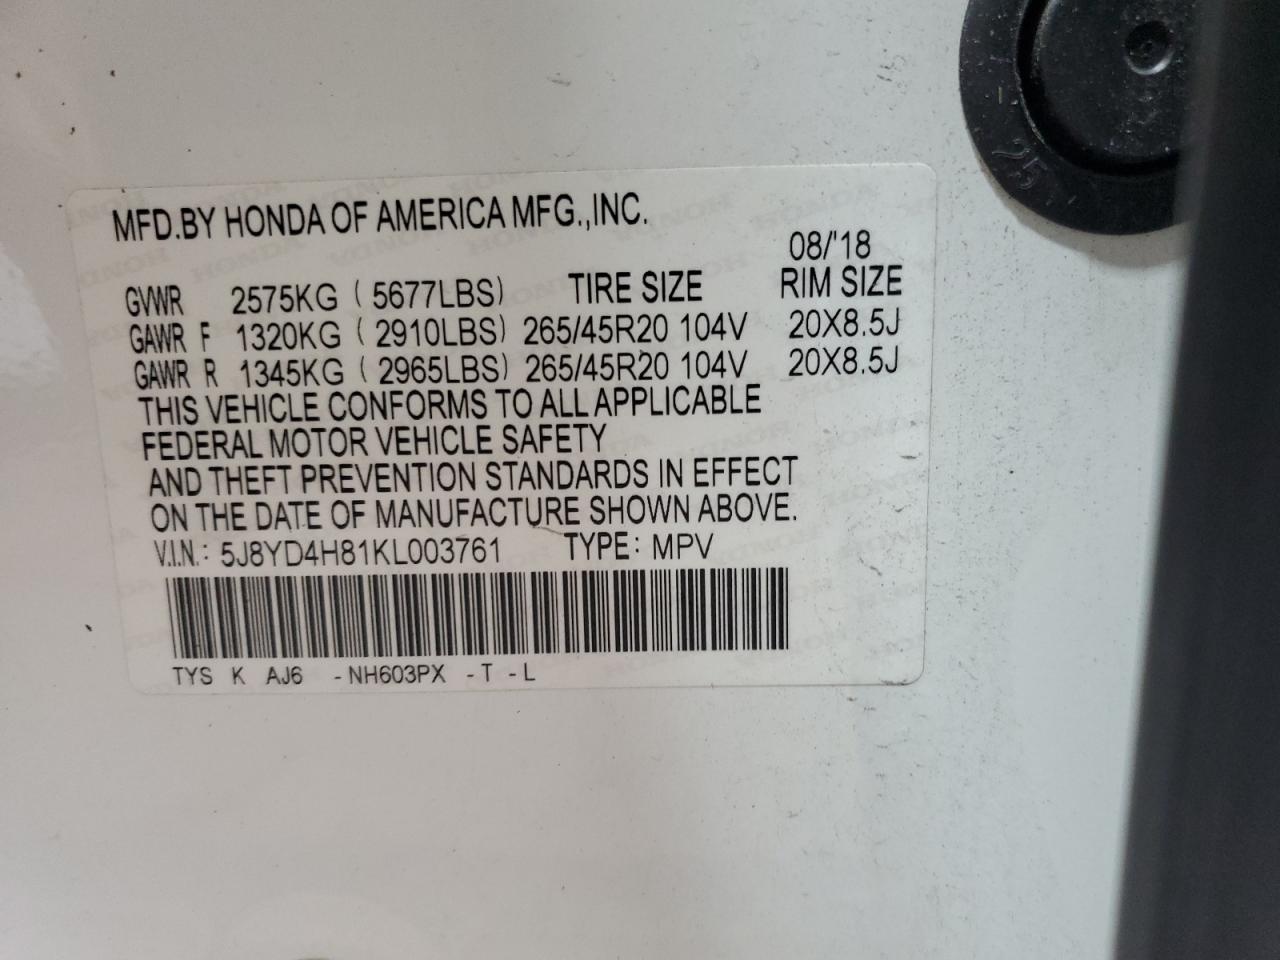 MFD.BY HONDA OF AMERICA MFG.,INC.
08/'18
GVWR 2575KG ( 5677LBS) TIRE SIZE RIM SIZE
GAWR F 1320KG ( 2910LBS) 265/45R20 104V 20X8.5J
GAWR R 1345KG ( 2965LBS) 265/45R20 104V 20X8.5J
THIS VEHICLE CONFORMS TO ALL APPLICABLE
FEDERAL MOTOR VEHICLE SAFETY
AND THEFT PREVENTION STANDARDS IN EFFECT
ON THE DATE OF MANUFACTURE SHOWN ABOVE.
V.I.N.: 5J8YD4H81KL003761 TYPE: MPV
TYS K AJ6 -NH603PX -T -L
25